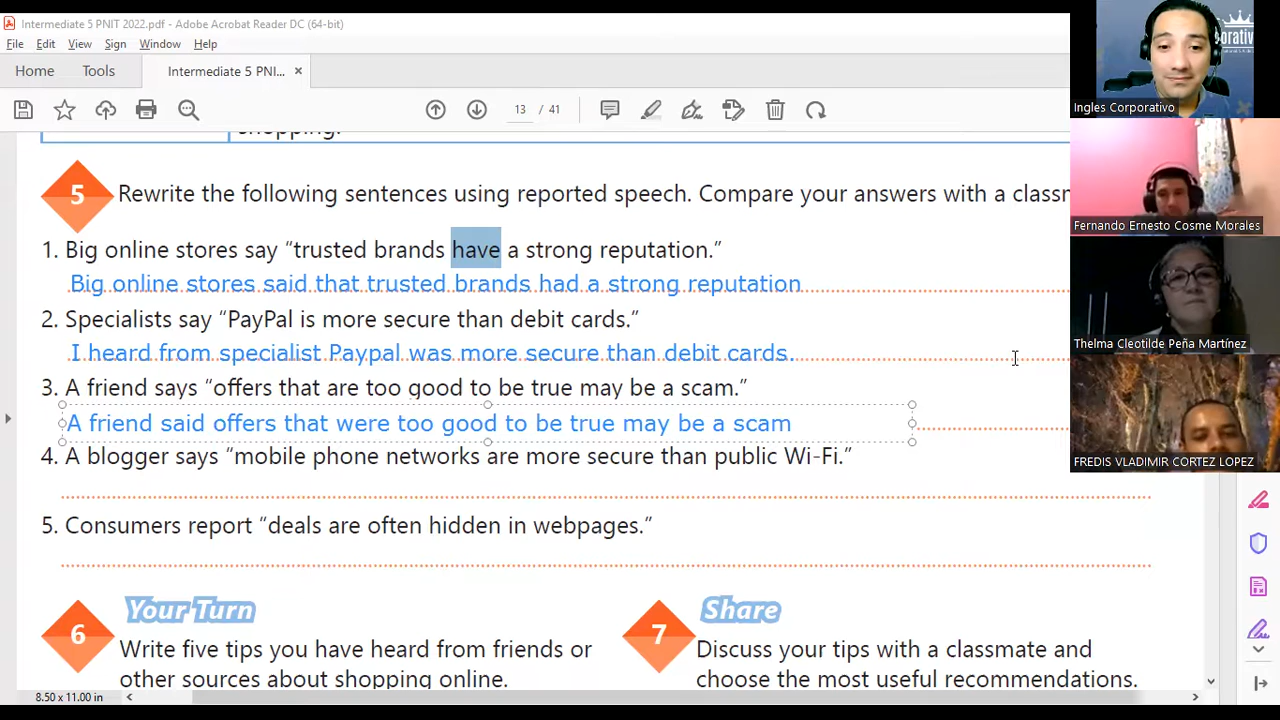 Intermediate 5 PNIT 2022.pdf - Adobe Acrobat Reader DC (64-bit)
File Edit View Sign Window Help
Home Tools Intermediate 5 PNI... ×
13 / 41
shopping.
5 Rewrite the following sentences using reported speech. Compare your answers with a classm
1. Big online stores say “trusted brands have a strong reputation.”
Big online stores said that trusted brands had a strong reputation
2. Specialists say “PayPal is more secure than debit cards.”
I heard from specialist Paypal was more secure than debit cards.
3. A friend says “offers that are too good to be true may be a scam.”
A friend said offers that were too good to be true may be a scam
4. A blogger says “mobile phone networks are more secure than public Wi-Fi.”
5. Consumers report “deals are often hidden in webpages.”
6 Your Turn
Write five tips you have heard from friends or
other sources about shopping online.
7 Share
Discuss your tips with a classmate and
choose the most useful recommendations.
8.50 x 11.00 in
orativ
Ingles Corporativo
Fernando Ernesto Cosme Morales
Thelma Cleotilde Peña Martínez
FREDIS VLADIMIR CORTEZ LOPEZ